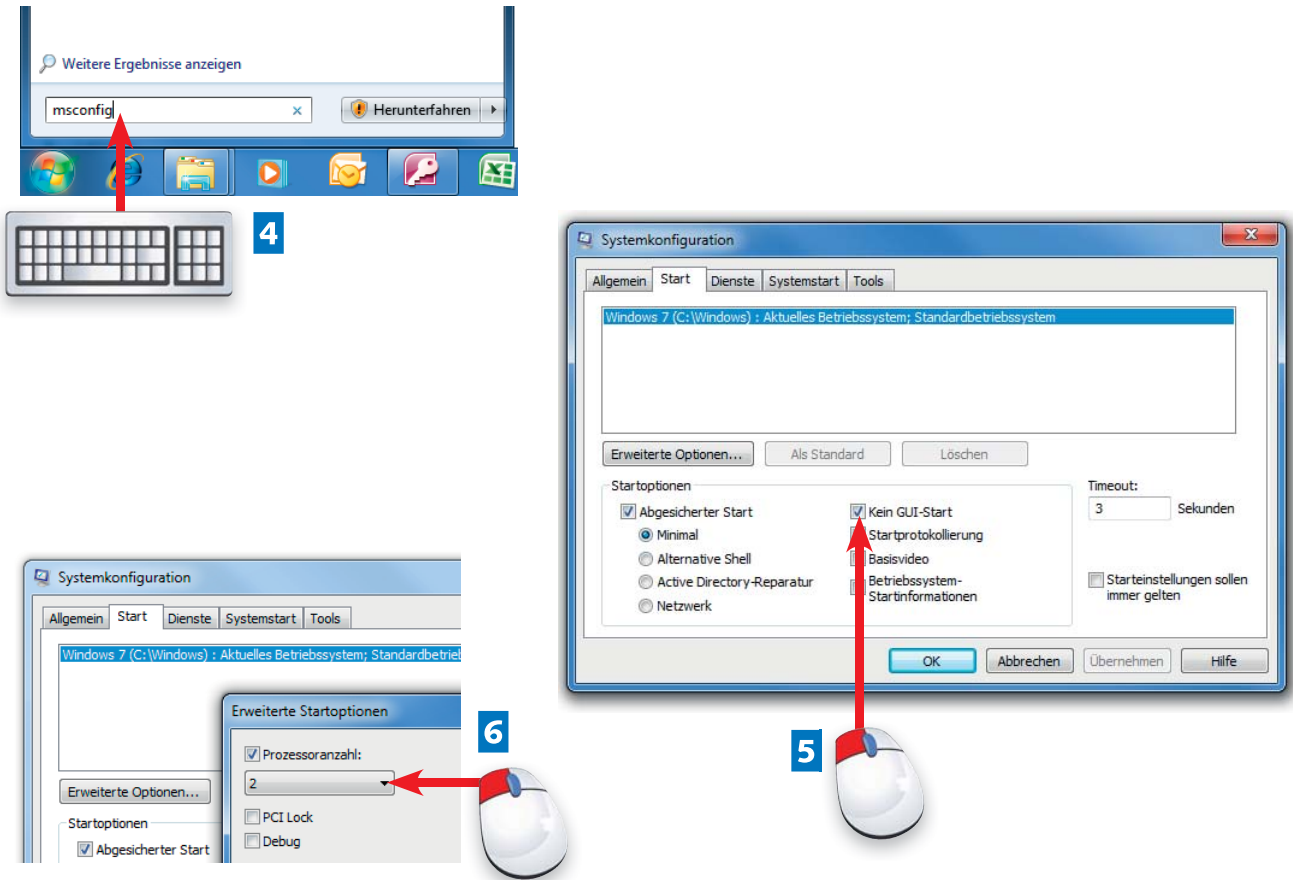 Weitere Ergebnisse anzeigen
msconfig
Herunterfahren
4
Systemkonfiguration
Allgemein Start Dienste Systemstart Tools
Windows 7 (C:\Windows) : Aktuelles Betriebssystem; Standardbetriebssystem
Erweiterte Optionen... Als Standard Löschen
Startoptionen
Timeout:
Abgesicherter Start
Kein GUI-Start
3 Sekunden
Minimal
Startprotokollierung
Alternative Shell
Basisvideo
Active Directory-Reparatur
Betriebssystem-
Startinformationen
Starteinstellungen sollen
immer gelten
Netzwerk
OK Abbrechen Übernehmen Hilfe
5
Systemkonfiguration
Allgemein Start Dienste Systemstart Tools
Windows 7 (C:\Windows) : Aktuelles Betriebssystem; Standardbetrieb
Erweiterte Startoptionen
Prozessoranzahl:
2
Erweiterte Optionen...
PCI Lock
Startoptionen
Debug
Abgesicherter Start
6